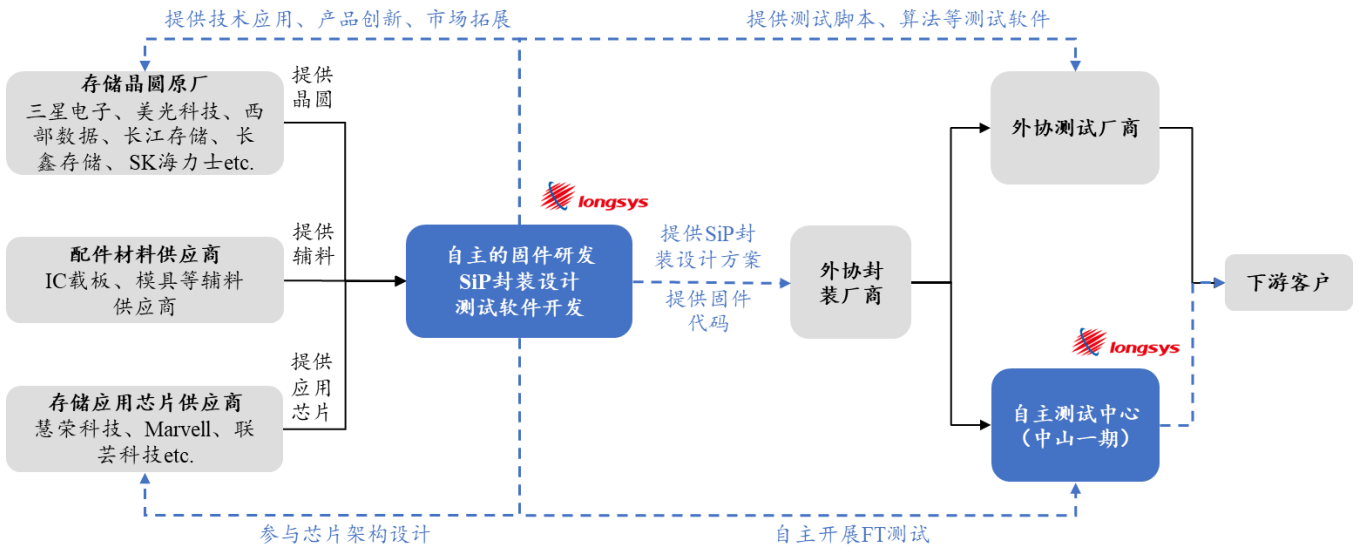 提供技术应用、产品创新、市场拓展
提供测试脚本、算法等测试软件
存储晶圆原厂
三星电子、美光科技、西
部数据、长江存储、长
鑫存储、SK海力士etc.
提供
晶圆
配件材料供应商
IC载板、模具等辅料
供应商
提供
辅料
存储应用芯片供应商
慧荣科技、Marvell、联
芸科技etc.
提供
应用
芯片
longsys
自主的固件研发
SiP封装设计
测试软件开发
提供SiP封
装设计方案
提供固件
代码
外协封
装厂商
外协测试厂商
longsys
自主测试中心
（中山一期）
下游客户
参与芯片架构设计
自主开展FT测试